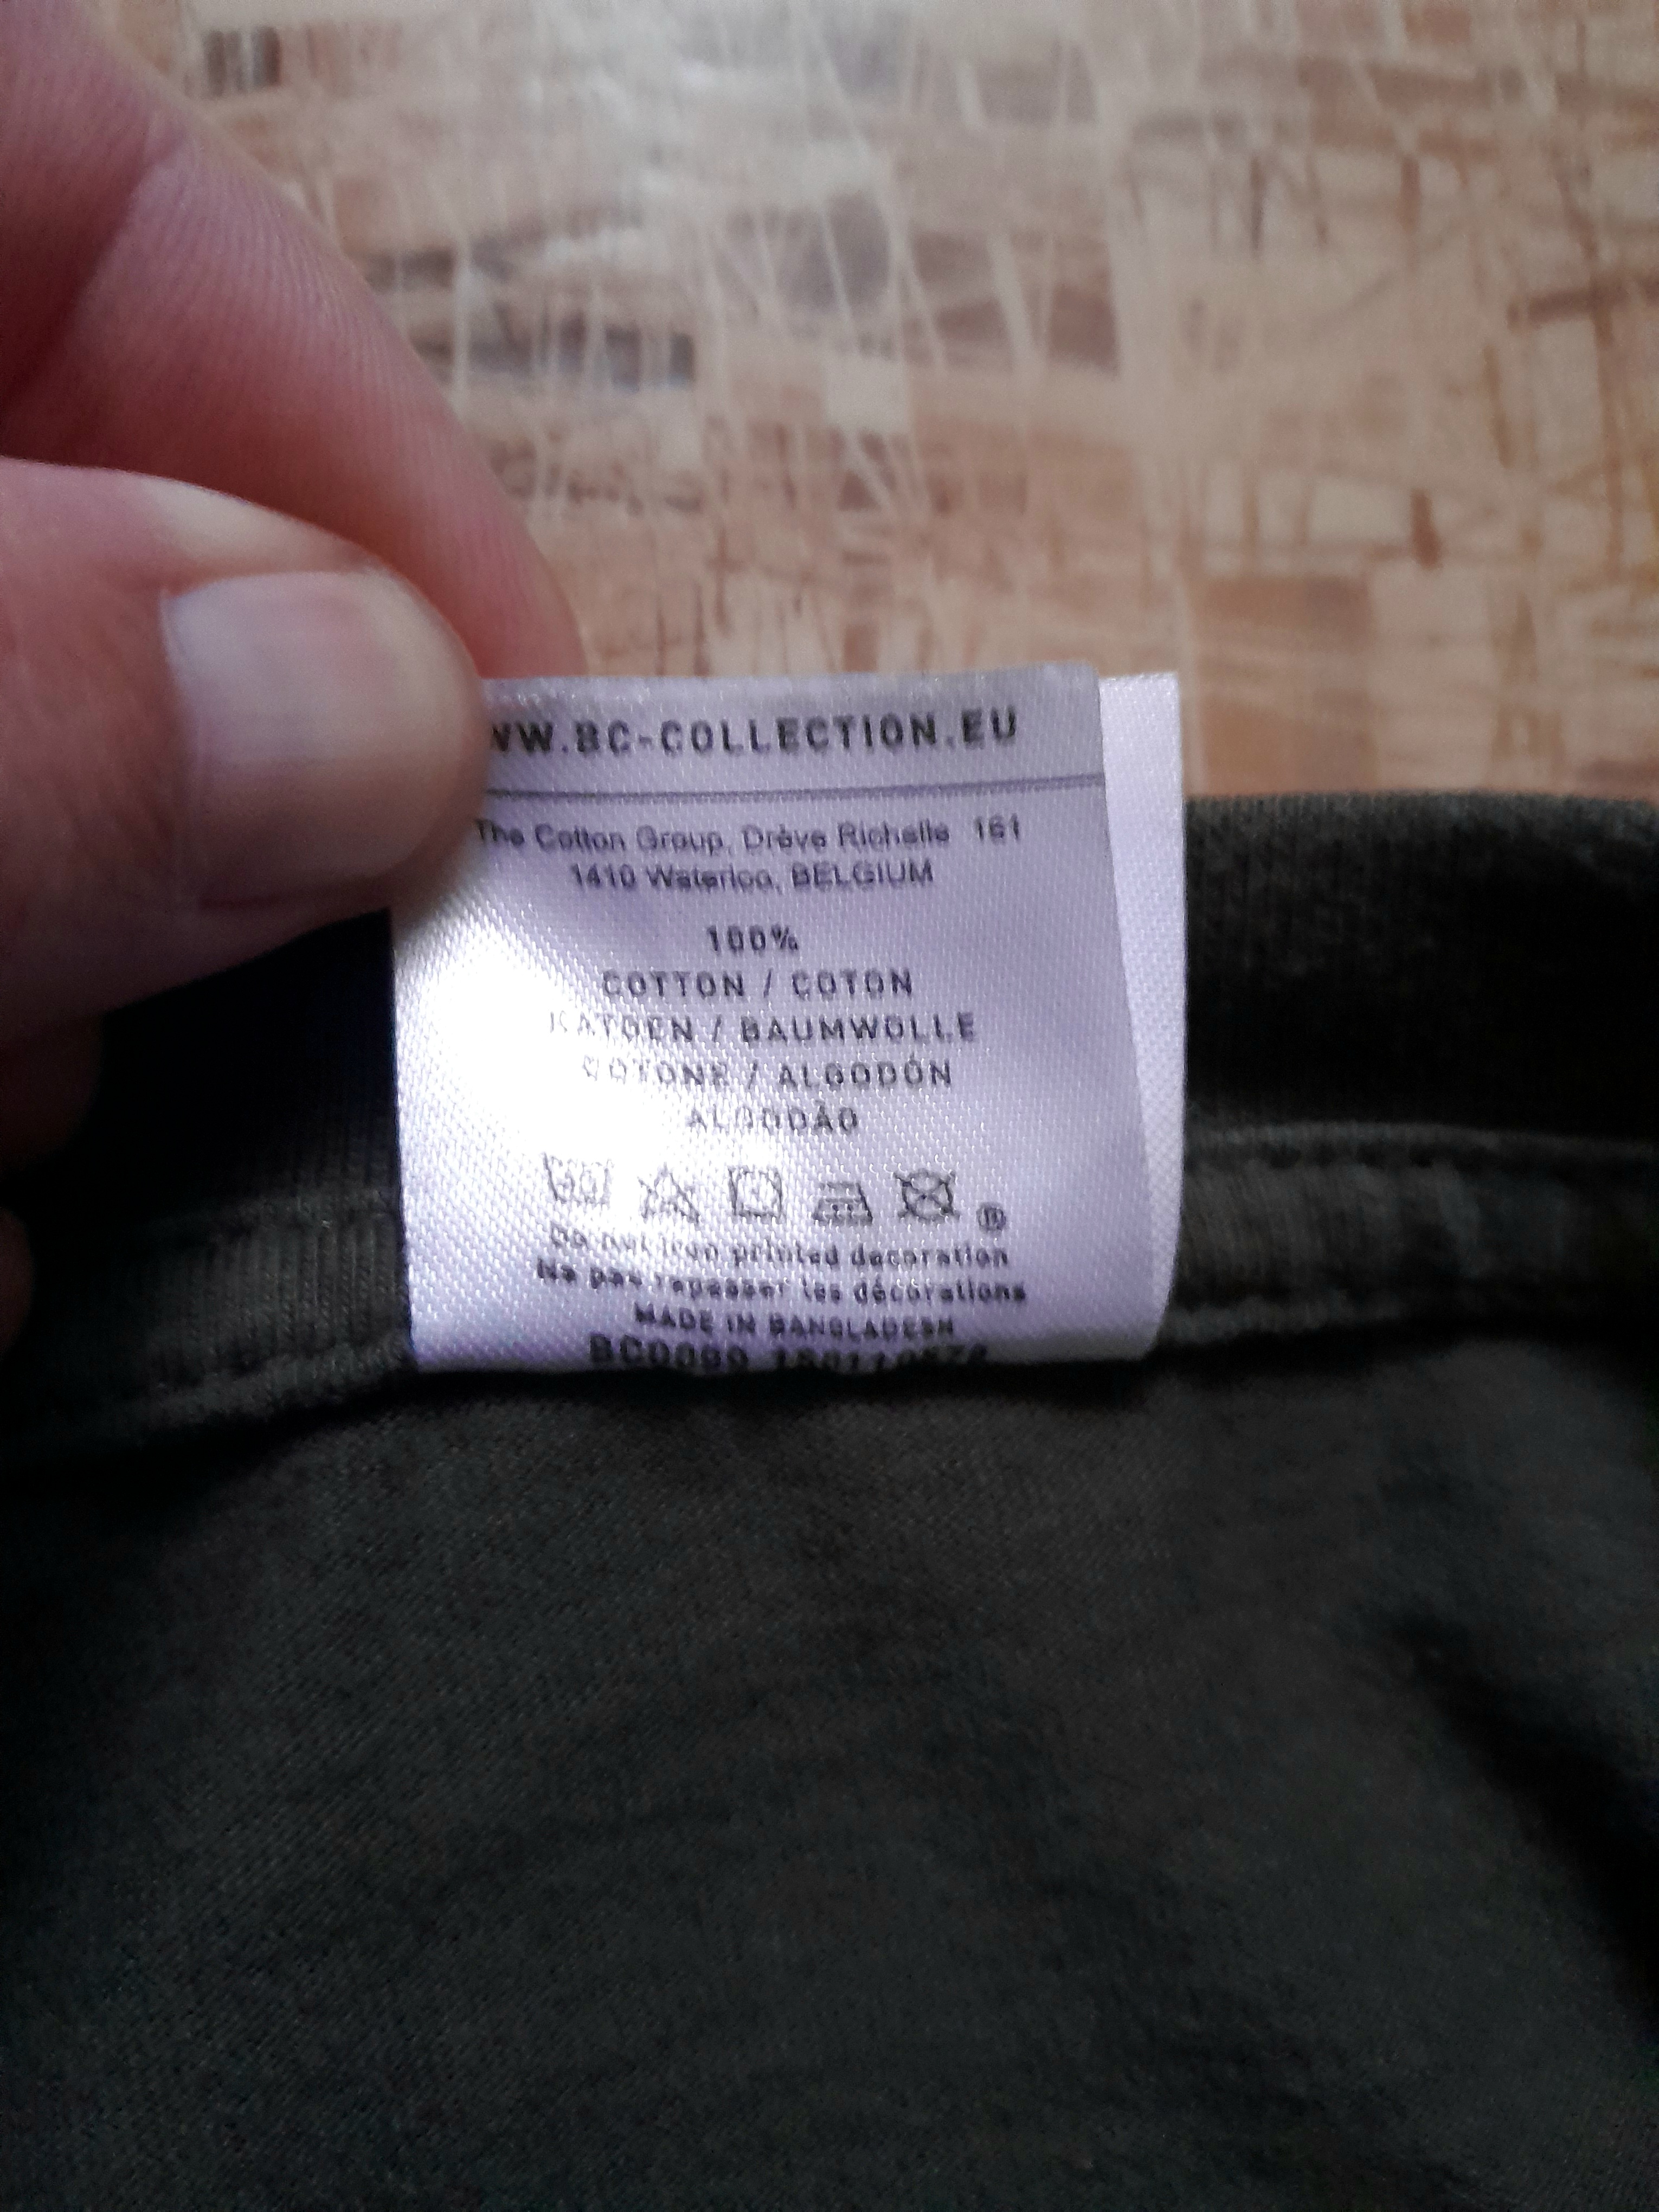 WW.BC-COLLECTION.EU
The Cotton Group, Drève Richelle 161
1410 Waterloo, BELGIUM
100%
COTTON / COTON
KATOEN / BAUMWOLLE
COTONE / ALGODÓN
ALGODÃO
Do not iron printed decoration
Ne pas repasser les décorations
MADE IN BANGLADESH